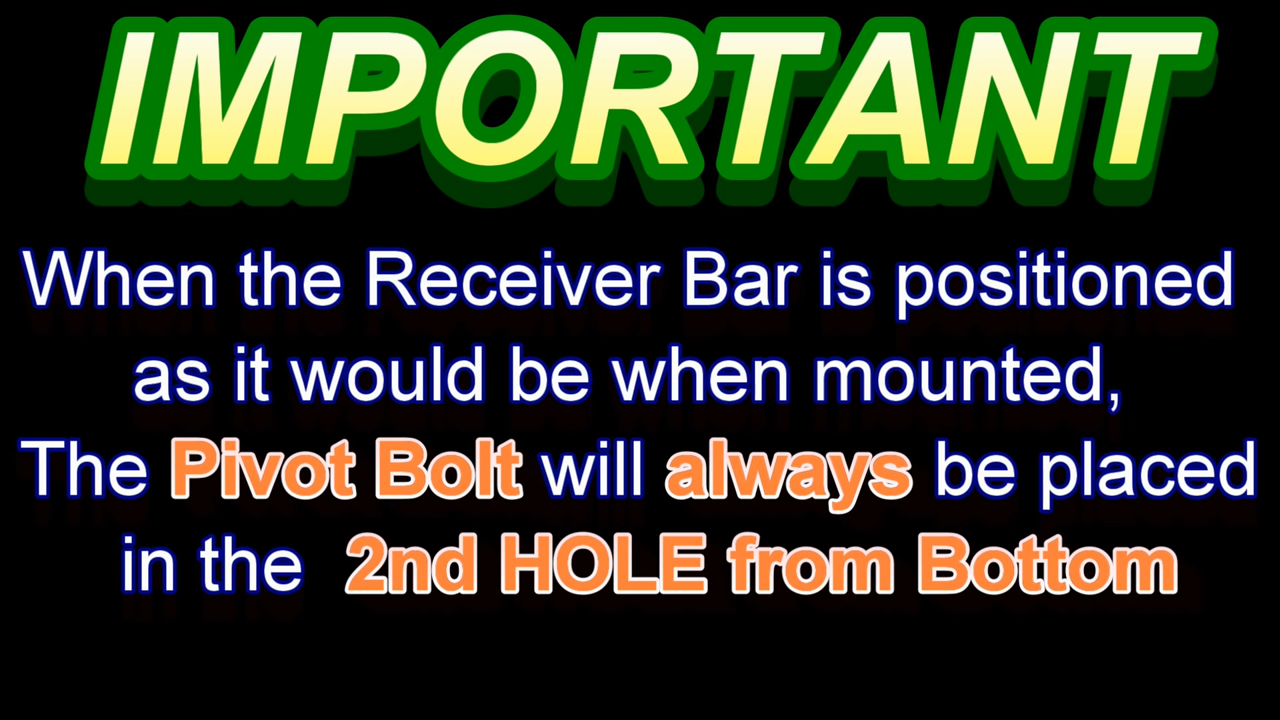 IMPORTANT
When the Receiver Bar is positioned
as it would be when mounted,
The Pivot Bolt will always be placed
in the 2nd HOLE from Bottom